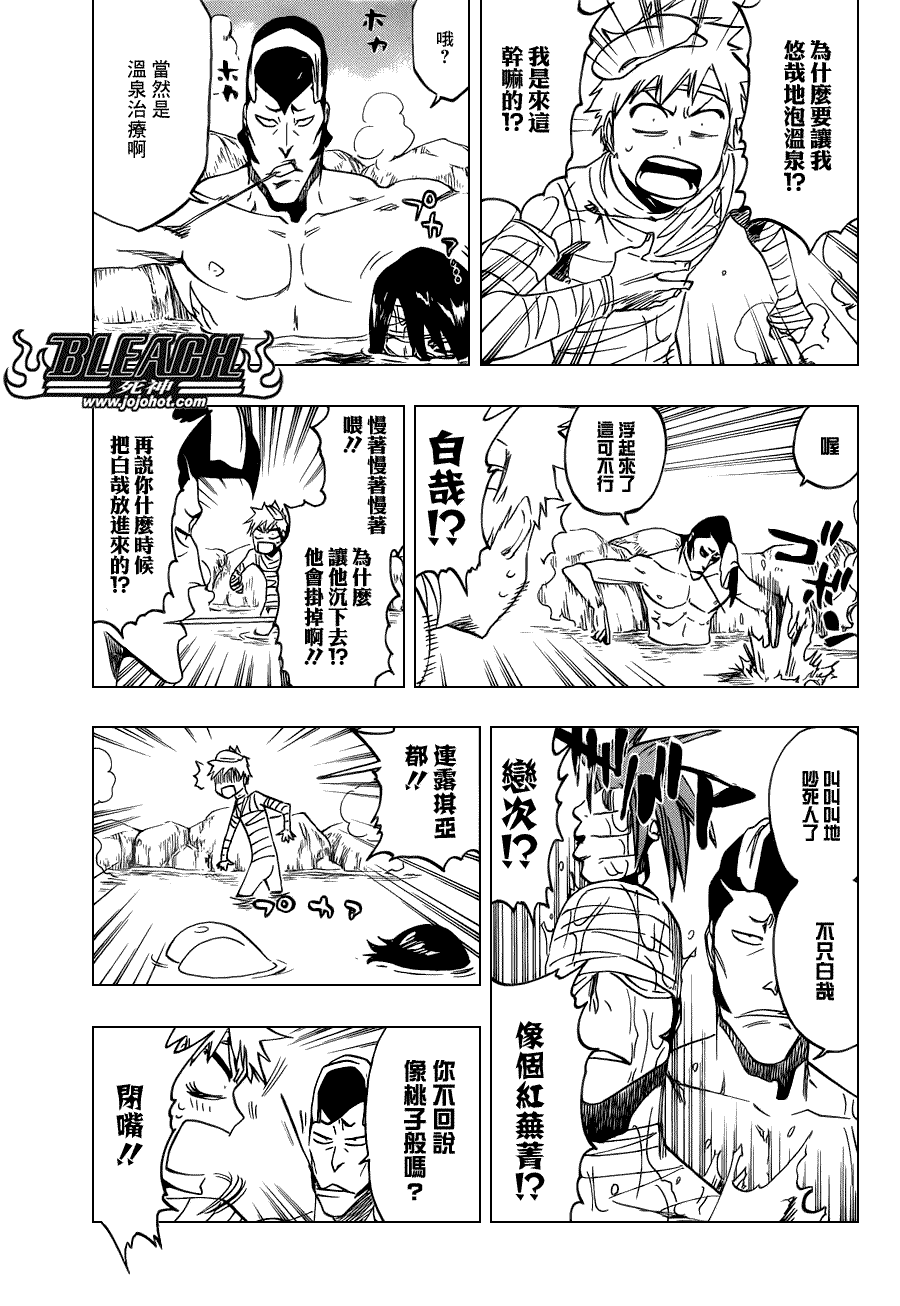 為什麼要讓我
悠哉地泡溫泉!?
我是來這
幹嘛的!?
哦?
當然是
溫泉治療啊
ホカ
ホカ
プカァ…
BLEACH
死神
www.jojohot.com
喔
浮起來了
這可不行
白哉!?
ゴボ
慢著慢著慢著
喂!!
為什麼
讓他沉下去!?
他會掛掉啊!!
再說你什麼時候
把白哉放進來的!?
叫叫叫地
吵死人了
不只白哉
戀次!?
像個紅蕪菁!?
連露琪亞
都!!
プカァ
你不回說
像桃子般嗎?
閉嘴!!